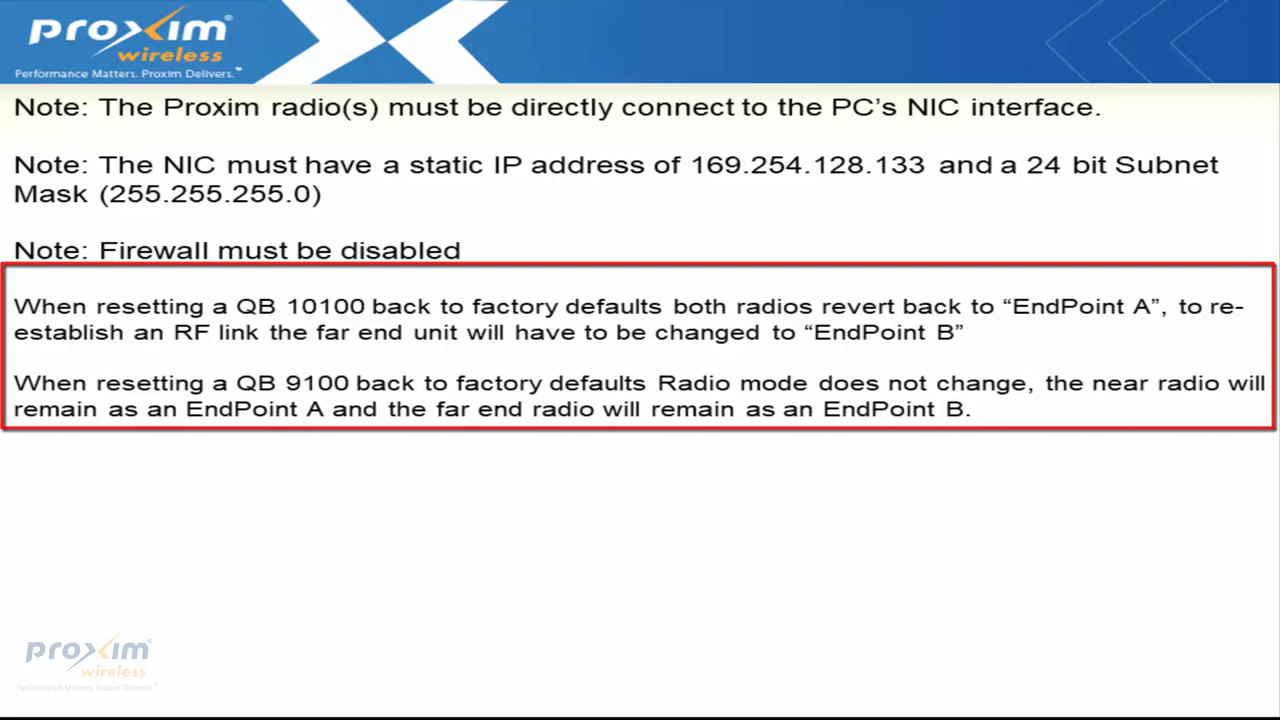 proxim
wireless
Performance Matters. Proxim Delivers.™
Note: The Proxim radio(s) must be directly connect to the PC’s NIC interface.
Note: The NIC must have a static IP address of 169.254.128.133 and a 24 bit Subnet
Mask (255.255.255.0)
Note: Firewall must be disabled
When resetting a QB 10100 back to factory defaults both radios revert back to “EndPoint A”, to re-
establish an RF link the far end unit will have to be changed to “EndPoint B”
When resetting a QB 9100 back to factory defaults Radio mode does not change, the near radio will
remain as an EndPoint A and the far end radio will remain as an EndPoint B.
proxim
wireless
Performance Matters. Proxim Delivers.